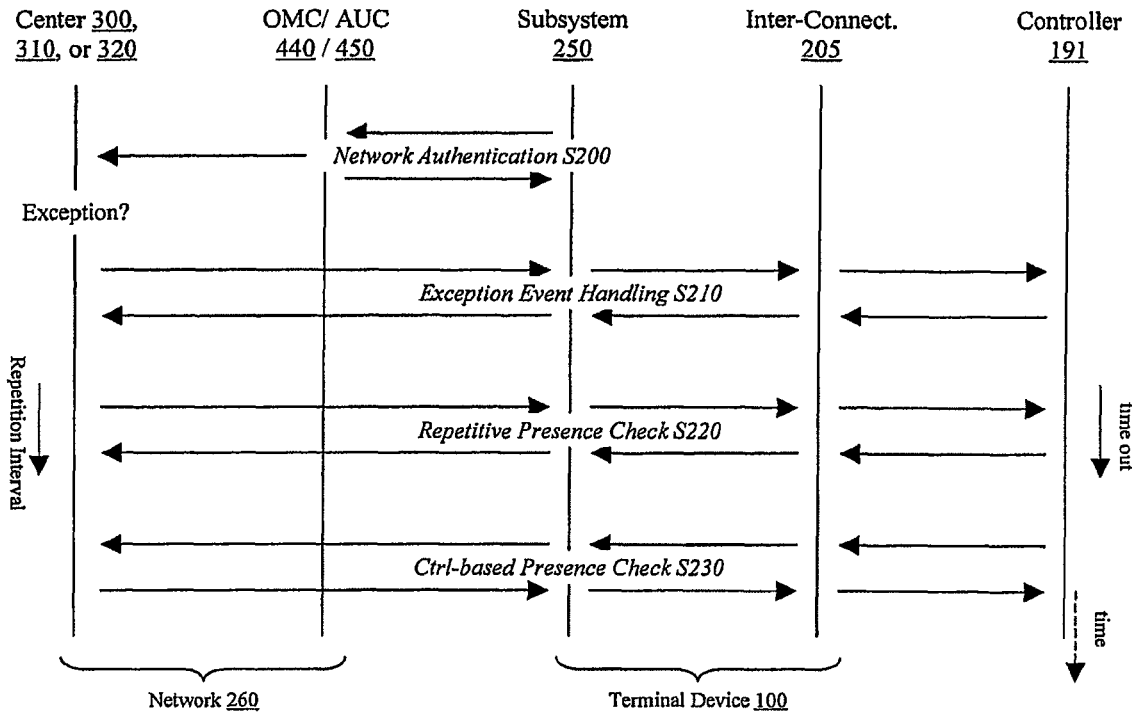 Center 300,
310, or 320
OMC/ AUC
440 / 450
Subsystem
250
Inter-Connect.
205
Controller
191
Network Authentication S200
Exception?
Exception Event Handling S210
Repetition Interval
Repetitive Presence Check S220
time out
Ctrl-based Presence Check S230
time
Network 260
Terminal Device 100